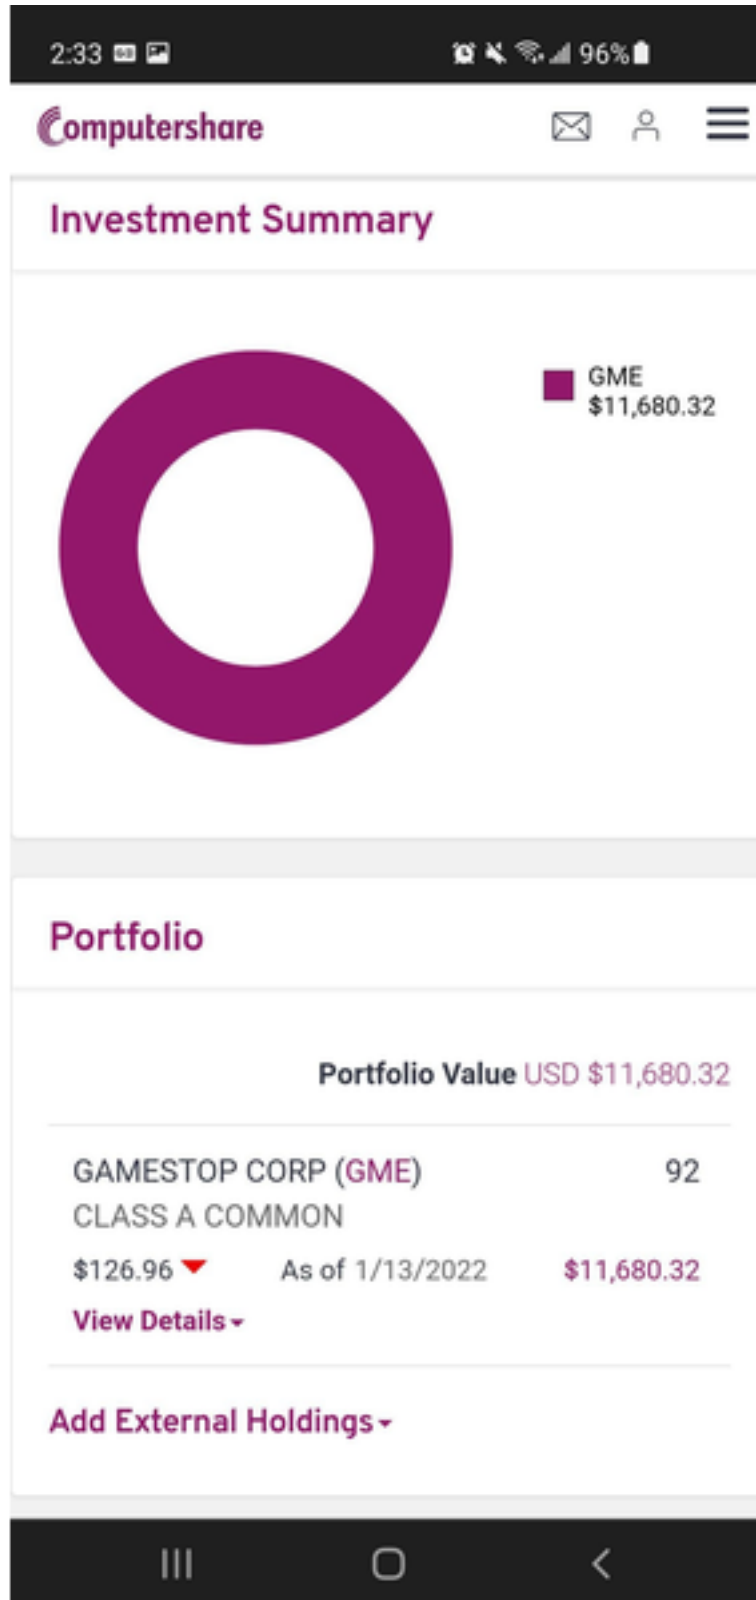 2:33 96%
Computershare
Investment Summary
GME
$11,680.32
Portfolio
Portfolio Value USD $11,680.32
GAMESTOP CORP (GME) 92
CLASS A COMMON
$126.96 As of 1/13/2022 $11,680.32
View Details
Add External Holdings